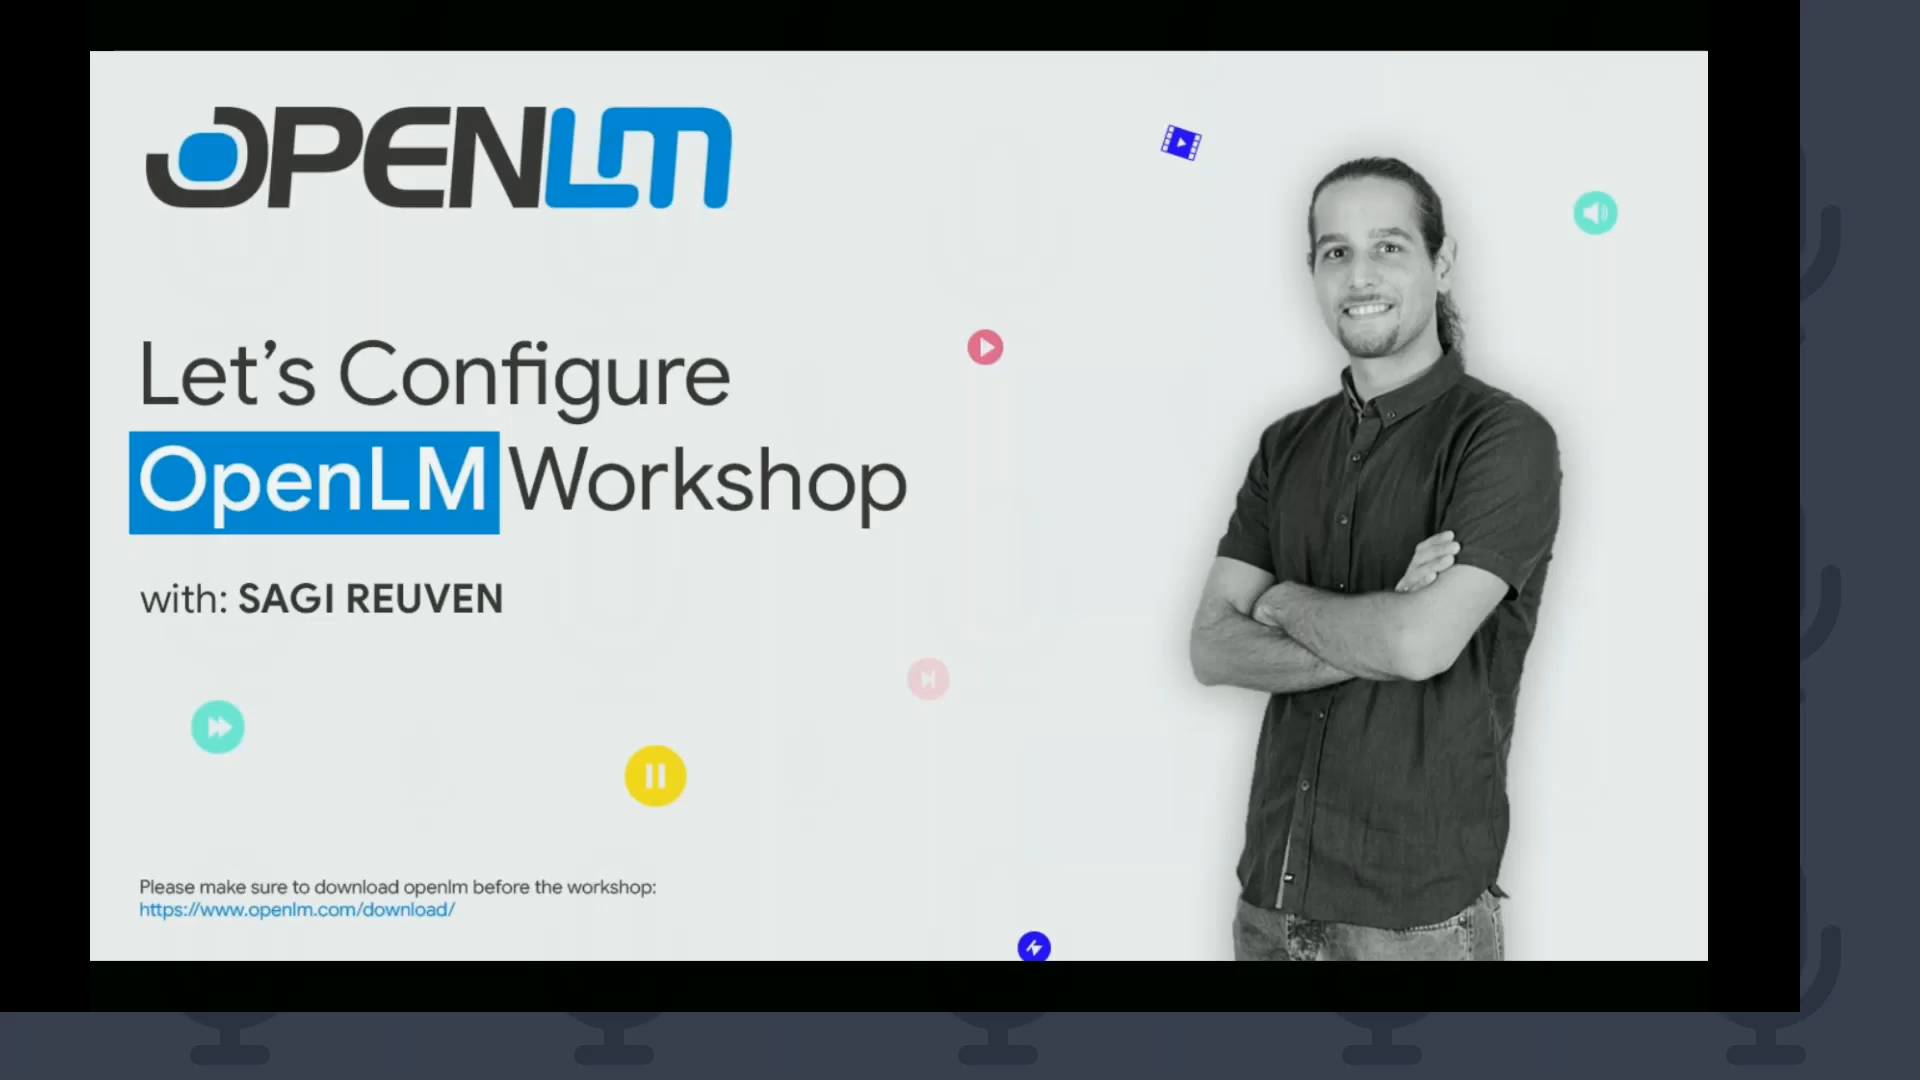 OPENLM
Let’s Configure
OpenLM Workshop
with: SAGI REUVEN
Please make sure to download openlm before the workshop:
https://www.openlm.com/download/